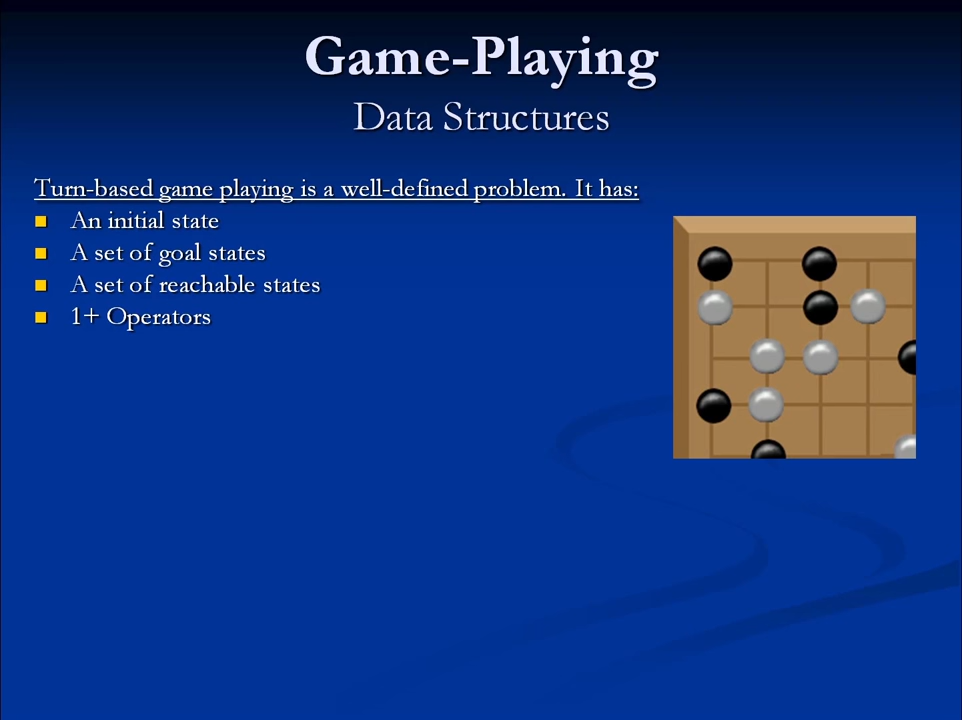 Game-Playing
Data Structures
Turn-based game playing is a well-defined problem. It has:
An initial state
A set of goal states
A set of reachable states
1+ Operators